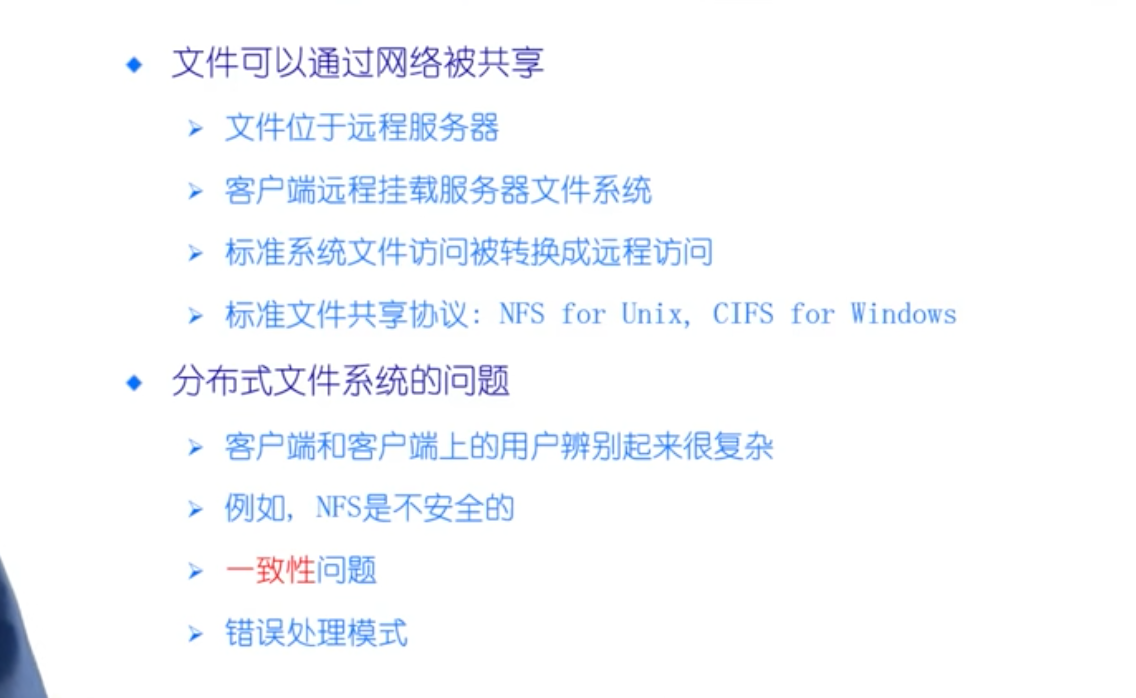 文件可以通过网络被共享
文件位于远程服务器
客户端远程挂载服务器文件系统
标准系统文件访问被转换成远程访问
标准文件共享协议: NFS for Unix, CIFS for Windows
分布式文件系统的问题
客户端和客户端上的用户辨别起来很复杂
例如, NFS是不安全的
一致性问题
错误处理模式